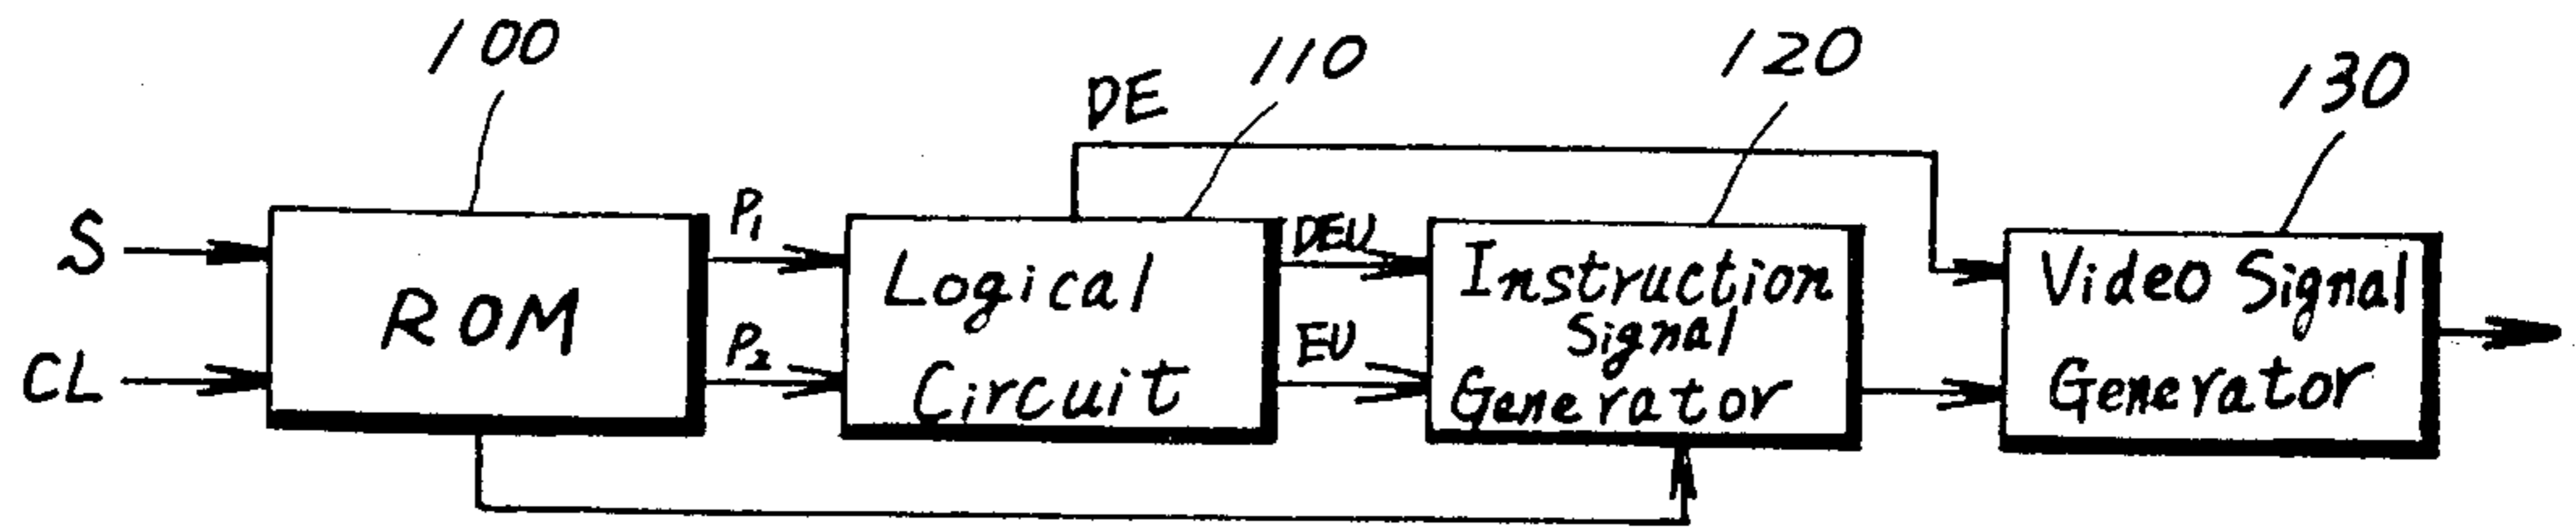 100
110
120
130
DE
S
CL
ROM
P₁
P₂
Logical
Circuit
DEU
EU
Instruction
Signal
Generator
Video Signal
Generator